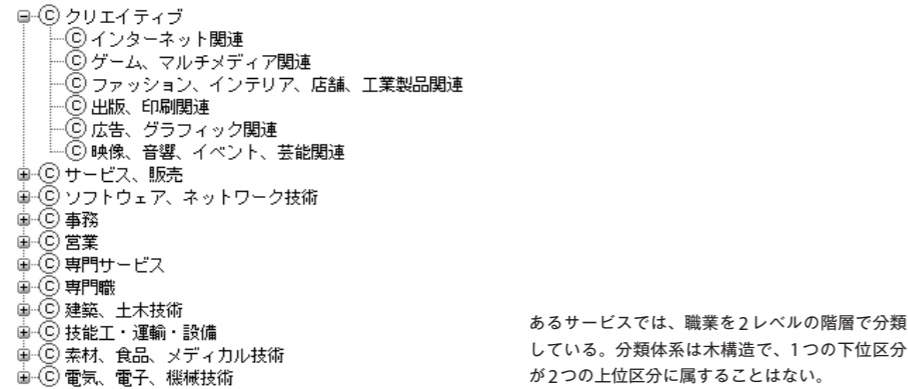 Ⓒ クリエイティブ
Ⓒ インターネット関連
Ⓒ ゲーム、マルチメディア関連
Ⓒ ファッション、インテリア、店舗、工業製品関連
Ⓒ 出版、印刷関連
Ⓒ 広告、グラフィック関連
Ⓒ 映像、音響、イベント、芸能関連
Ⓒ サービス、販売
Ⓒ ソフトウェア、ネットワーク技術
Ⓒ 事務
Ⓒ 営業
Ⓒ 専門サービス
Ⓒ 専門職
Ⓒ 建築、土木技術
Ⓒ 技能工・運輸・設備
Ⓒ 素材、食品、メディカル技術
Ⓒ 電気、電子、機械技術
あるサービスでは、職業を2レベルの階層で分類
している。分類体系は木構造で、1つの下位区分
が2つの上位区分に属することはない。